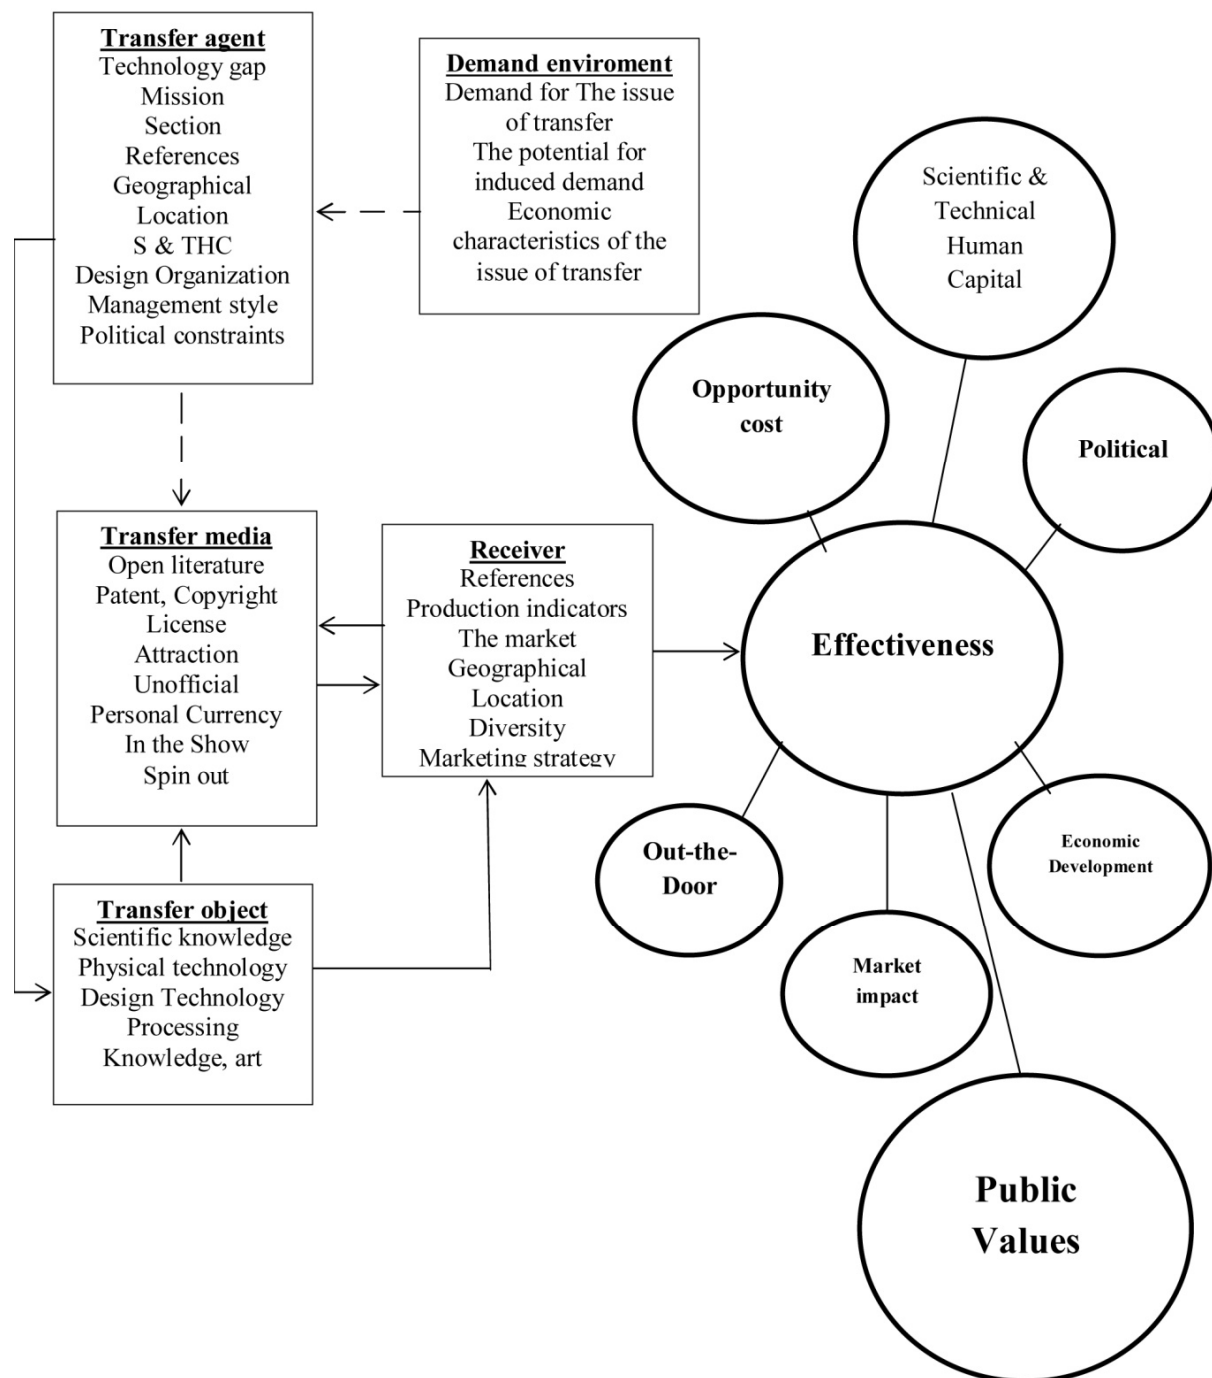 Transfer agent
Technology gap
Mission
Section
References
Geographical
Location
S & THC
Design Organization
Management style
Political constraints
Demand enviroment
Demand for The issue
of transfer
The potential for
induced demand
Economic
characteristics of the
issue of transfer
Transfer media
Open literature
Patent, Copyright
License
Attraction
Unofficial
Personal Currency
In the Show
Spin out
Receiver
References
Production indicators
The market
Geographical
Location
Diversity
Marketing strategy
Transfer object
Scientific knowledge
Physical technology
Design Technology
Processing
Knowledge, art
Scientific &
Technical
Human
Capital
Opportunity
cost
Political
Effectiveness
Out-the-
Door
Market
impact
Economic
Development
Public
Values